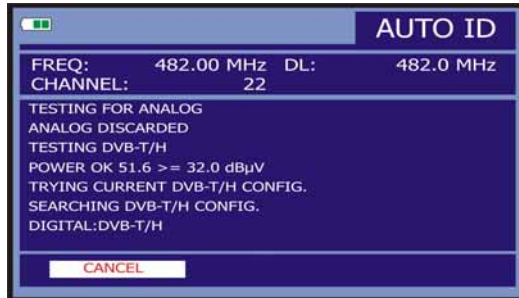 AUTO ID
FREQ: 482.00 MHz DL: 482.0 MHz
CHANNEL: 22
TESTING FOR ANALOG
ANALOG DISCARDED
TESTING DVB-T/H
POWER OK 51.6 >= 32.0 dBµV
TRYING CURRENT DVB-T/H CONFIG.
SEARCHING DVB-T/H CONFIG.
DIGITAL:DVB-T/H
CANCEL